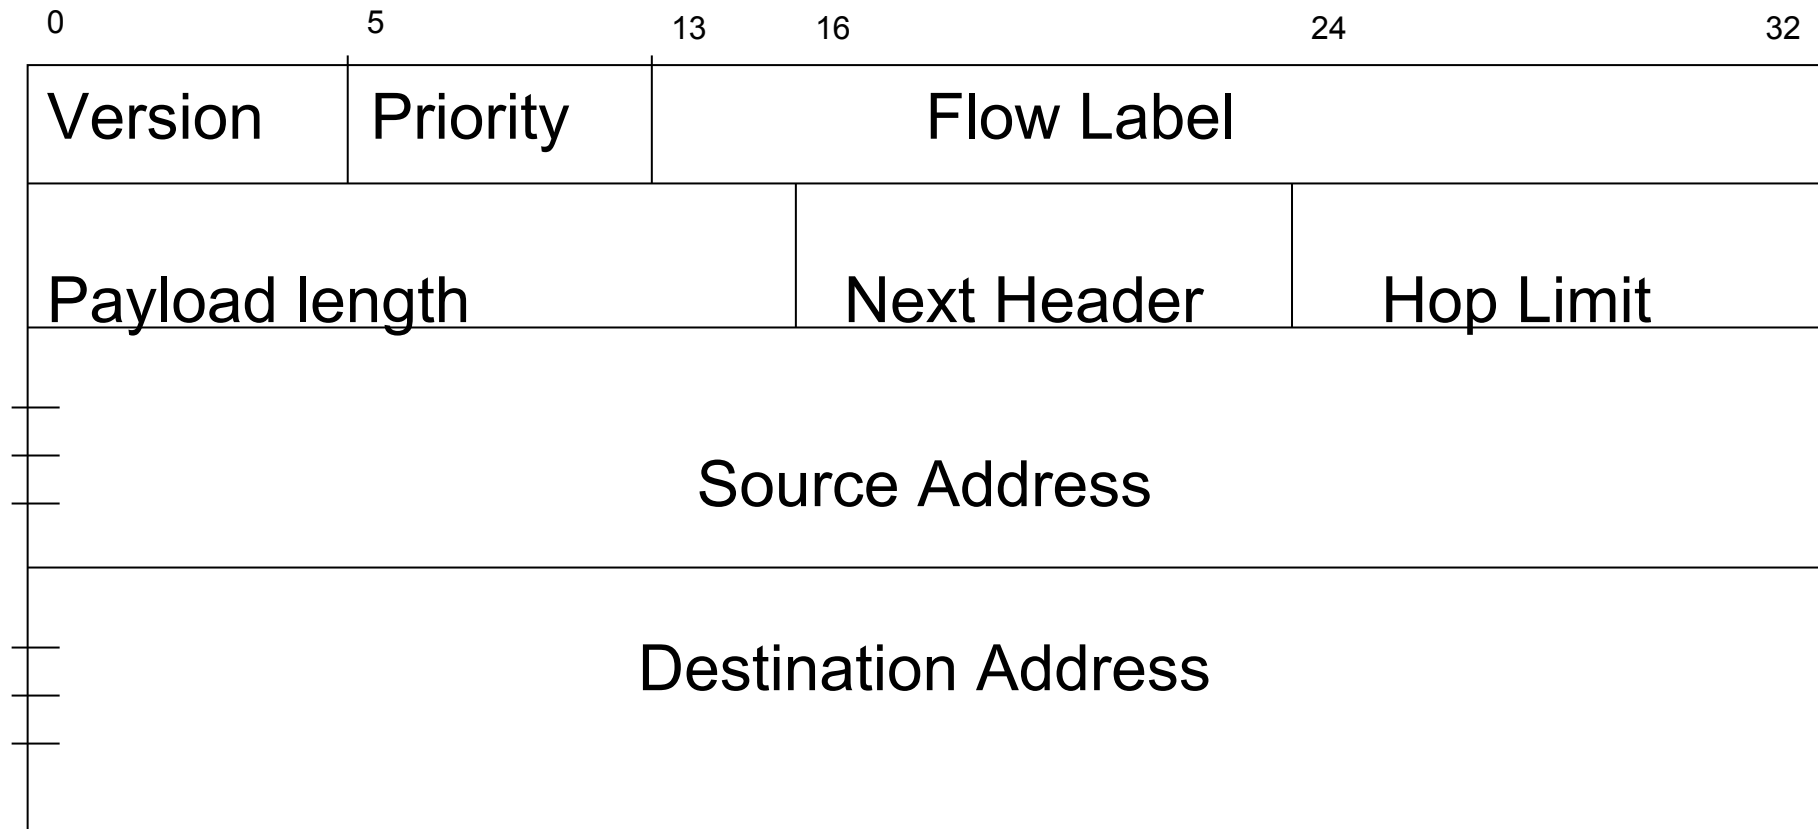 0 5 13 16 24 32
Version Priority Flow Label
Payload length Next Header Hop Limit
Source Address
Destination Address